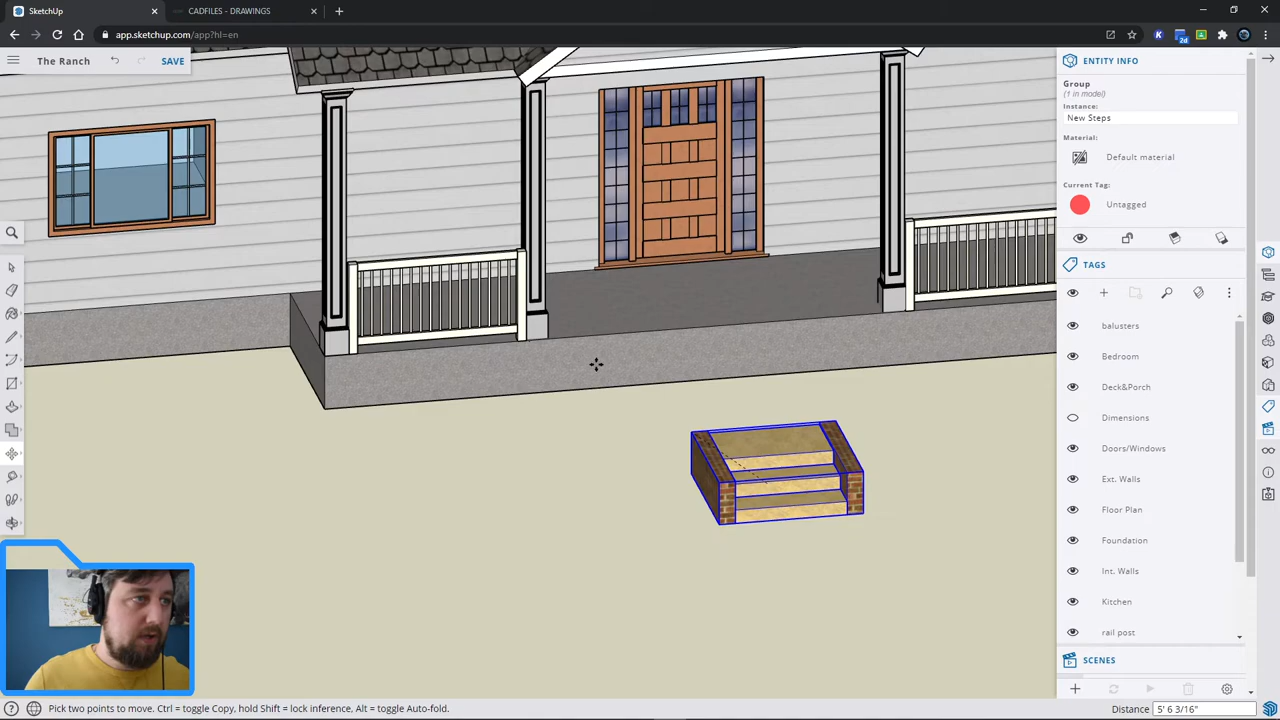 SketchUp
CADFILES - DRAWINGS
app.sketchup.com/app?hl=en
The Ranch
SAVE
ENTITY INFO
Group
(1 in model)
Instance:
New Steps
Material:
Default material
Current Tag:
Untagged
TAGS
balusters
Bedroom
Deck&Porch
Dimensions
Doors/Windows
Ext. Walls
Floor Plan
Foundation
Int. Walls
Kitchen
rail post
SCENES
Pick two points to move. Ctrl = toggle Copy, hold Shift = lock inference, Alt = toggle Auto-fold.
Distance 5' 6 3/16"